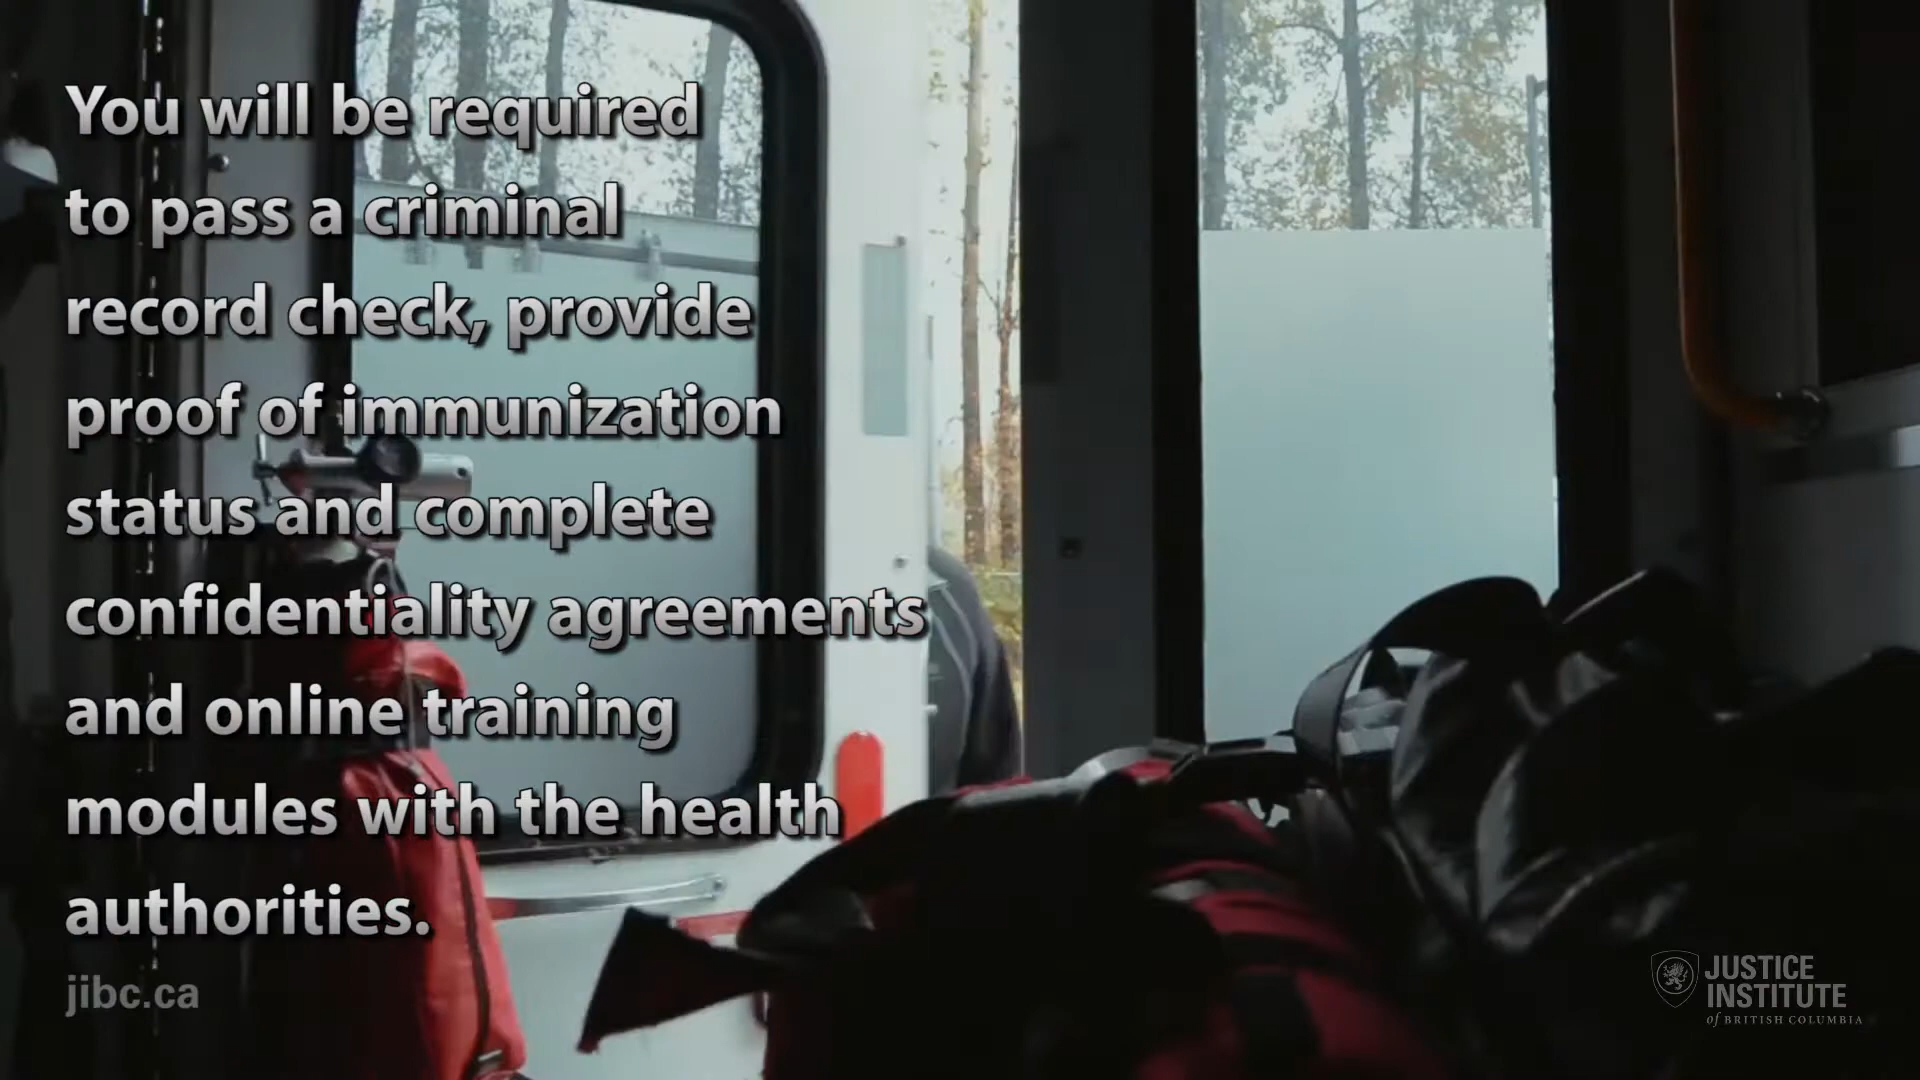 You will be required
to pass a criminal
record check, provide
proof of immunization
status and complete
confidentiality agreements
and online training
modules with the health
authorities.
jibc.ca
JUSTICE
INSTITUTE
of BRITISH COLUMBIA